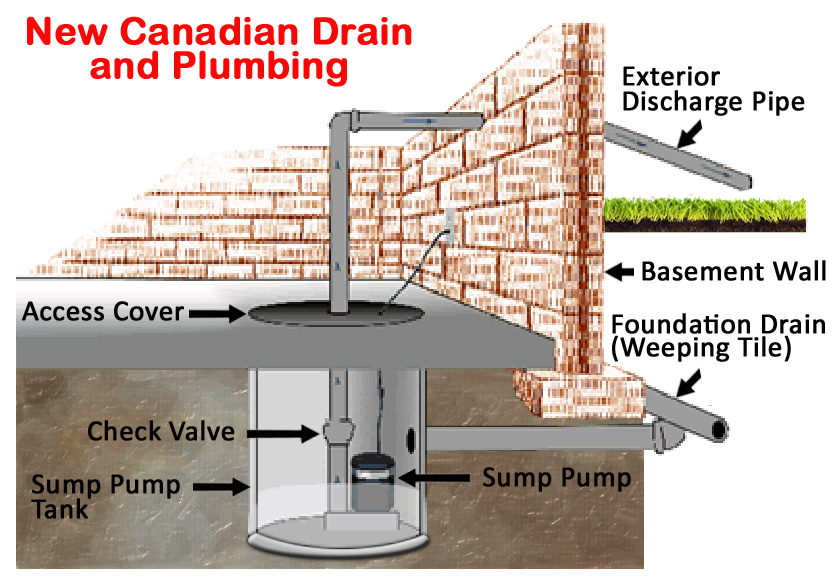 New Canadian Drain
and Plumbing
Exterior
Discharge Pipe
Basement Wall
Access Cover
Foundation Drain
(Weeping Tile)
Check Valve
Sump Pump
Sump Pump
Tank